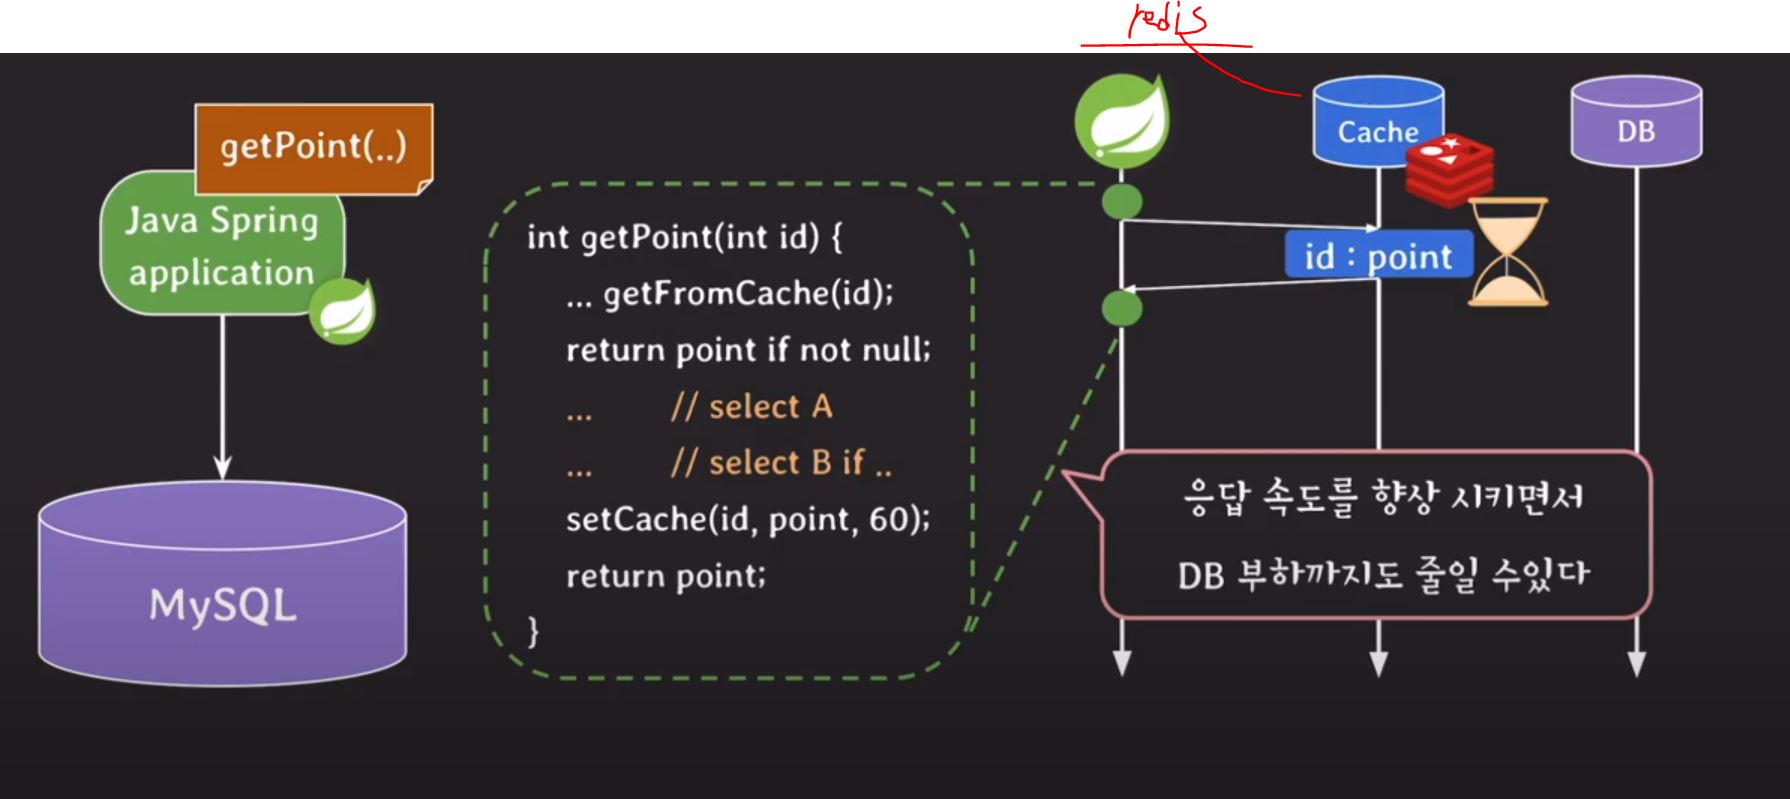 redis
getPoint(..)
Java Spring
application
MySQL
int getPoint(int id) {
... getFromCache(id);
return point if not null;
... // select A
... // select B if ..
setCache(id, point, 60);
return point;
}
Cache
DB
id : point
응답 속도를 향상 시키면서
DB 부하까지도 줄일 수있다